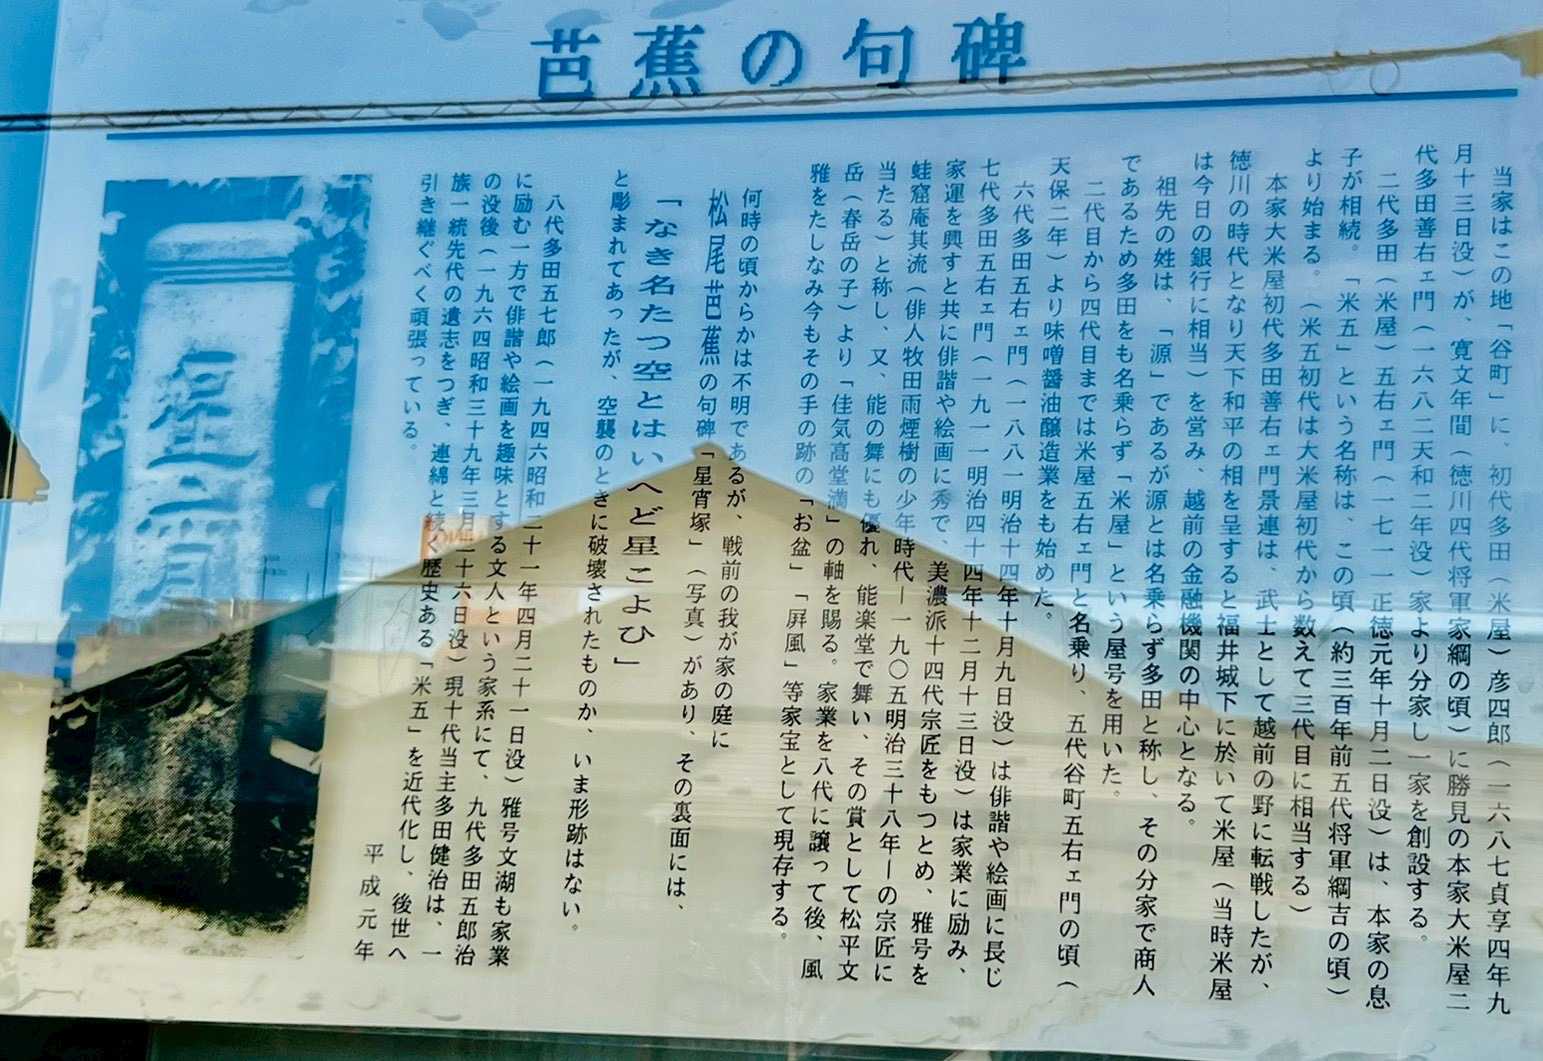 芭蕉の句碑
当家はこの地「谷町」に、初代多田（米屋）彦四郎（一六八七貞享四年九
月十三日没）が、寛文年間（徳川四代将軍家綱の頃）に勝見の本家大米屋二
代多田善右ェ門（一六八二天和二年没）家より分家し一家を創設する。
二代多田（米屋）五右ェ門（一七一一正徳元年十月二日没）は、本家の息
子が相続。「米五」という名称は、この頃（約三百年前五代将軍綱吉の頃）
より始まる。（米五初代は大米屋初代から数えて三代目に相当する）
本家大米屋初代多田善右ェ門景連は、武士として越前の野に転戦したが、
徳川の時代となり天下和平の相を呈すると福井城下に於いて米屋（当時米屋
は今日の銀行に相当）を営み、越前の金融機関の中心となる。
祖先の姓は、「源」であるが源とは名乗らず多田と称し、その分家で商人
であるため多田をも名乗らず「米屋」という屋号を用いた。
二代目から四代目までは米屋五右ェ門と名乗り、五代谷町五右ェ門の頃（
天保二年）より味噌醤油醸造業をも始めた。
六代多田五右ェ門（一八八一明治十四年十月九日没）は俳諧や絵画に長じ
七代多田五右ェ門（一九一一明治四十四年十二月十三日没）は家業に励み、
家運を興すと共に俳諧や絵画に秀で、美濃派十四代宗匠をもつとめ、雅号を
蛙窟庵其流（俳人牧田雨煙樹の少年時代―一九〇五明治三十八年―の宗匠に
当たる）と称し、又、能の舞にも優れ、能楽堂で舞い、その賞として松平文
岳（春岳の子）より「佳気高堂満」の軸を賜る。家業を八代に譲って後、風
雅をたしなみ今もその手の跡の「お盆」「屛風」等家宝として現存する。
何時の頃からかは不明であるが、戦前の我が家の庭に
松尾芭蕉の句碑「星宵塚」（写真）があり、その裏面には、
「なき名たつ空とはいへど星こよひ」
と彫まれてあったが、空襲のときに破壊されたものか、いま形跡はない。
八代多田五七郎（一九四六昭和二十一年四月二十一日没）雅号文湖も家業
に励む一方で俳諧や絵画を趣味とする文人という家系にて、九代多田五郎治
の没後（一九六四昭和三十九年三月二十六日没）現十代当主多田健治は、一
族一統先代の遺志をつぎ、連綿と続く歴史ある「米五」を近代化し、後世へ
引き継ぐべく頑張っている。
平成元年
星宵